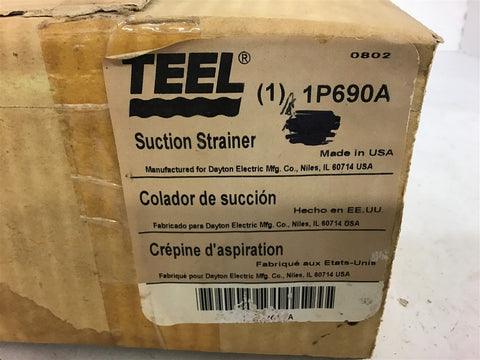 0802
TEEL®
(1) 1P690A
Suction Strainer
Made in USA
Manufactured for Dayton Electric Mfg. Co., Niles, IL 60714 USA
Colador de succión
Hecho en EE.UU.
Fabricado para Dayton Electric Mfg. Co., Niles, IL 60714 USA
Crépine d'aspiration
Fabriqué aux Etats-Unis
Fabriqué pour Dayton Electric Mfg. Co., Niles, IL 60714 USA